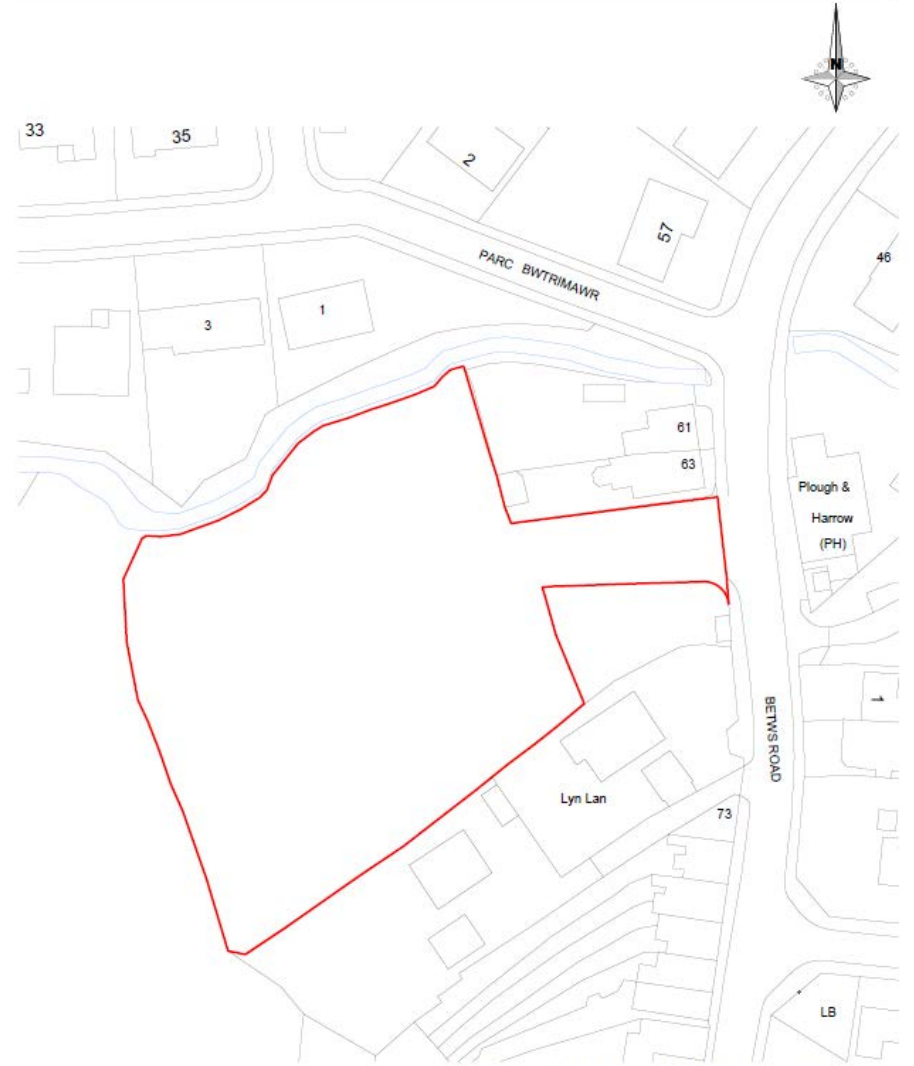 N
33
35
2
57
46
PARC BWTRIMAWR
3
1
61
63
Plough &
Harrow
(PH)
1
BETWS ROAD
Lyn Lan
73
LB